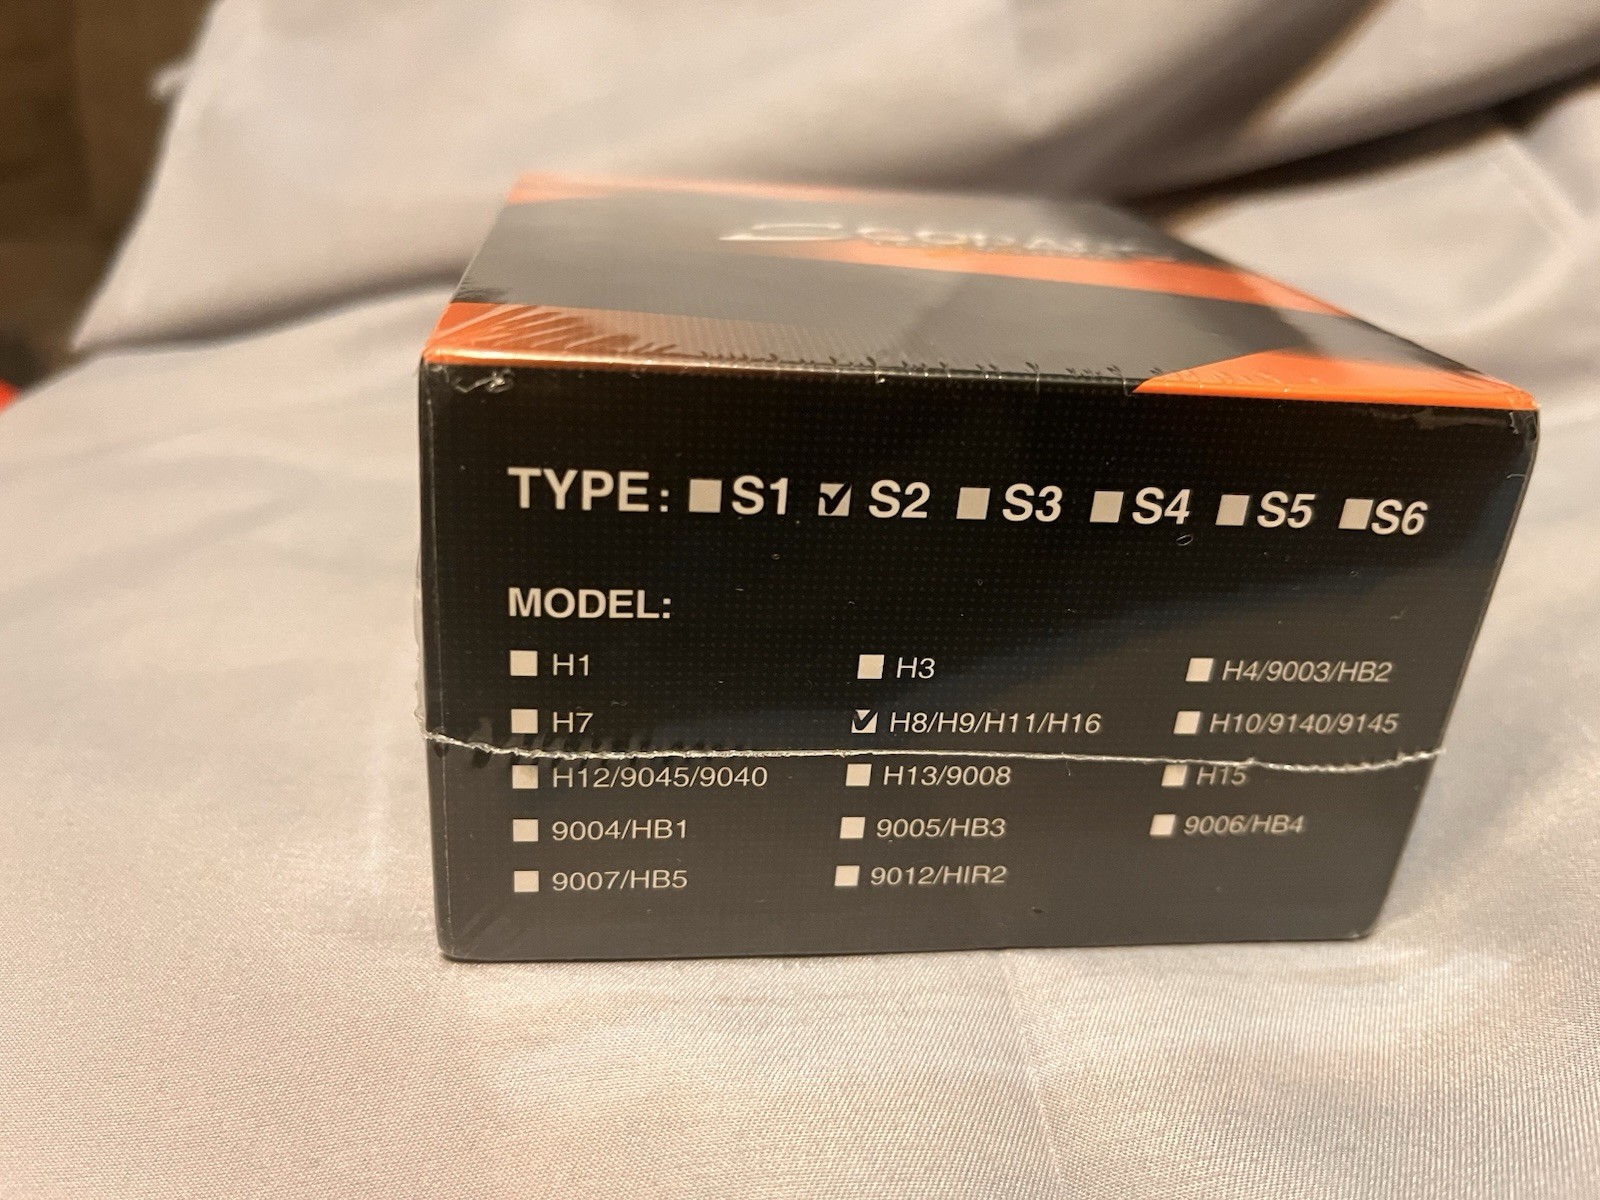 TYPE: S1 S2 S3 S4 S5 S6
MODEL:
H1 H3 H4/9003/HB2
H7 H8/H9/H11/H16 H10/9140/9145
H12/9045/9040 H13/9008 H15
9004/HB1 9005/HB3 9006/HB4
9007/HB5 9012/HIR2